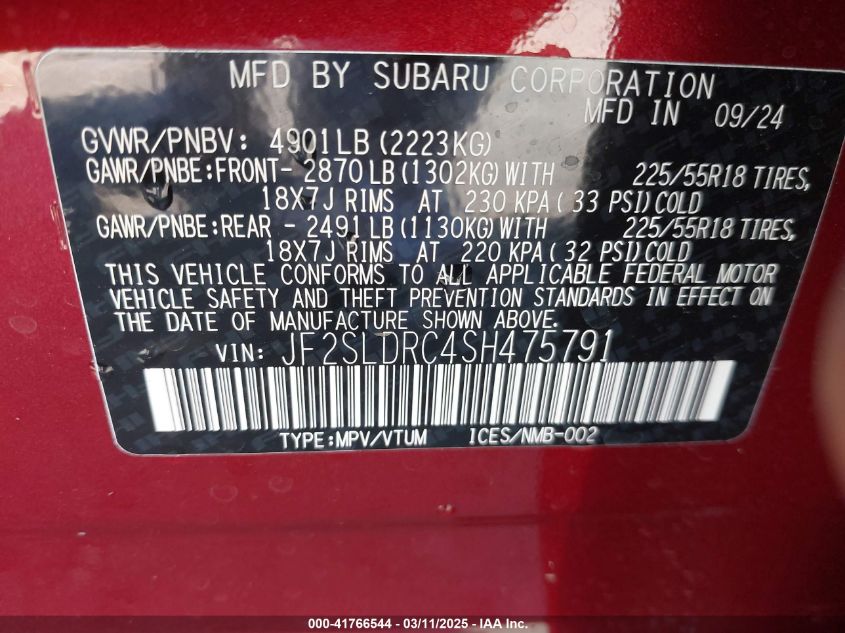 MFD BY SUBARU CORPORATION
MFD IN 09/24
GVWR/PNBV: 4901LB (2223KG)
GAWR/PNBE:FRONT- 2870 LB (1302KG) WITH 225/55R18 TIRES,
18X7J RIMS AT 230 KPA ( 33 PSI) COLD
GAWR/PNBE:REAR - 2491 LB (1130KG) WITH 225/55R18 TIRES,
18X7J RIMS AT 220 KPA ( 32 PSI) COLD
THIS VEHICLE CONFORMS TO ALL APPLICABLE FEDERAL MOTOR
VEHICLE SAFETY AND THEFT PREVENTION STANDARDS IN EFFECT ON
THE DATE OF MANUFACTURE SHOWN ABOVE.
VIN: JF2SLDRC4SH475791
TYPE:MPV/VTUM ICES/NMB-002
000-41766544 - 03/11/2025 - IAA Inc.